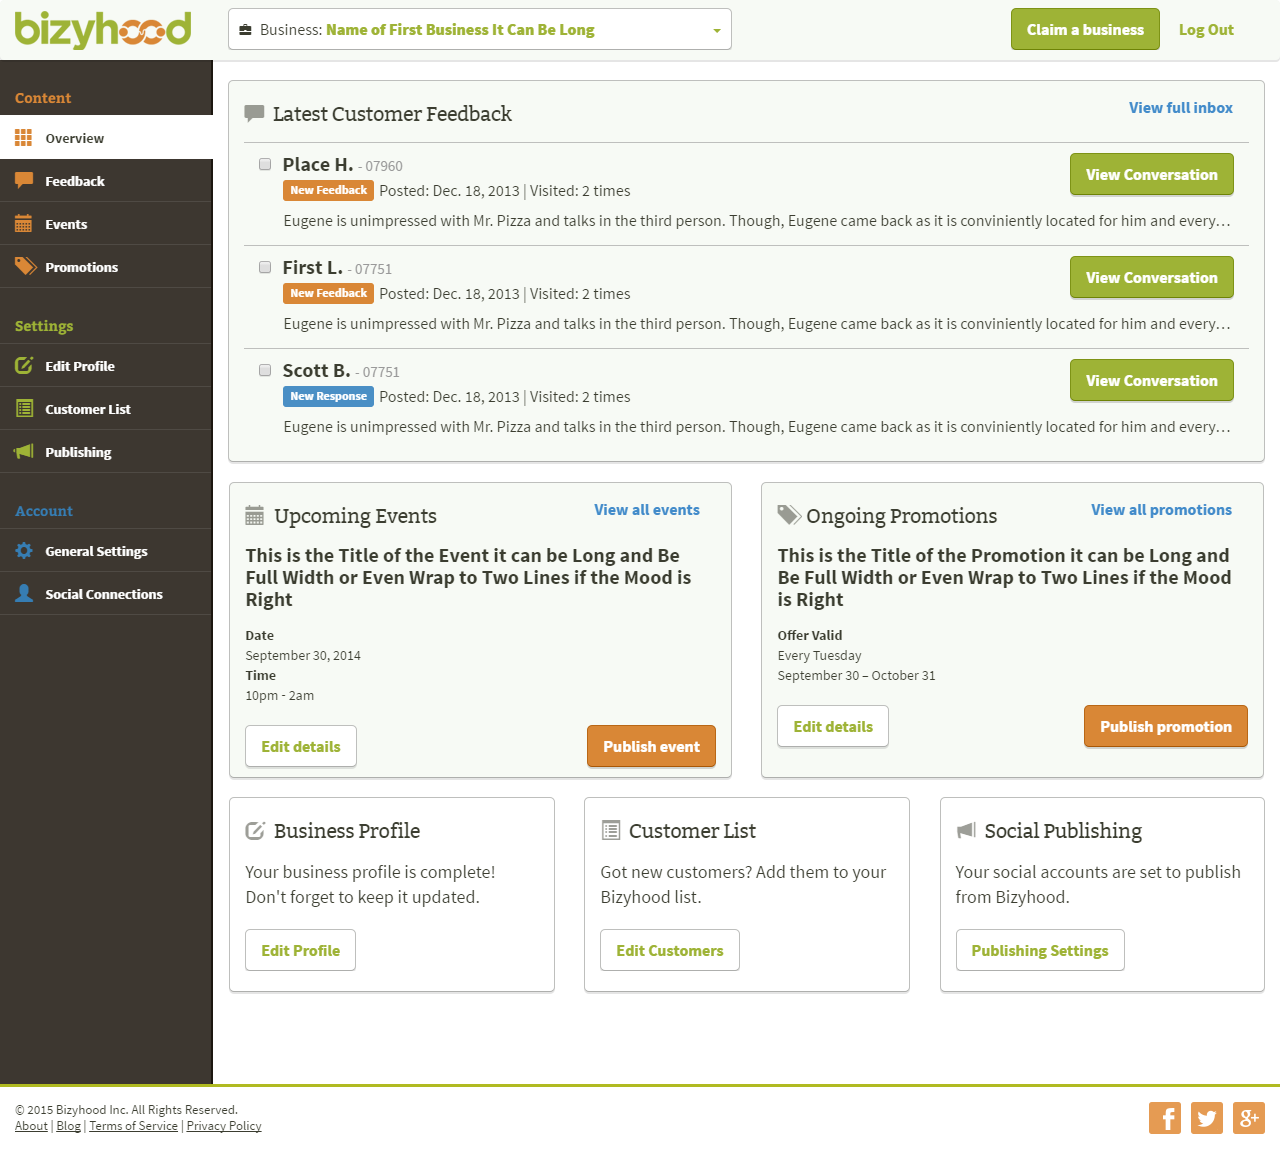 bizyhood
Business: Name of First Business It Can Be Long
Claim a business
Log Out
Content
Overview
Feedback
Events
Promotions
Settings
Edit Profile
Customer List
Publishing
Account
General Settings
Social Connections
Latest Customer Feedback
View full inbox
Place H. - 07960
New Feedback Posted: Dec. 18, 2013 | Visited: 2 times
Eugene is unimpressed with Mr. Pizza and talks in the third person. Though, Eugene came back as it is conviniently located for him and every…
View Conversation
First L. - 07751
New Feedback Posted: Dec. 18, 2013 | Visited: 2 times
Eugene is unimpressed with Mr. Pizza and talks in the third person. Though, Eugene came back as it is conviniently located for him and every…
View Conversation
Scott B. - 07751
New Response Posted: Dec. 18, 2013 | Visited: 2 times
Eugene is unimpressed with Mr. Pizza and talks in the third person. Though, Eugene came back as it is conviniently located for him and every…
View Conversation
Upcoming Events
View all events
This is the Title of the Event it can be Long and Be
Full Width or Even Wrap to Two Lines if the Mood is
Right
Date
September 30, 2014
Time
10pm - 2am
Edit details
Publish event
Ongoing Promotions
View all promotions
This is the Title of the Promotion it can be Long and
Be Full Width or Even Wrap to Two Lines if the Mood
is Right
Offer Valid
Every Tuesday
September 30 – October 31
Edit details
Publish promotion
Business Profile
Your business profile is complete!
Don't forget to keep it updated.
Edit Profile
Customer List
Got new customers? Add them to your
Bizyhood list.
Edit Customers
Social Publishing
Your social accounts are set to publish
from Bizyhood.
Publishing Settings
© 2015 Bizyhood Inc. All Rights Reserved.
About | Blog | Terms of Service | Privacy Policy
f
g+